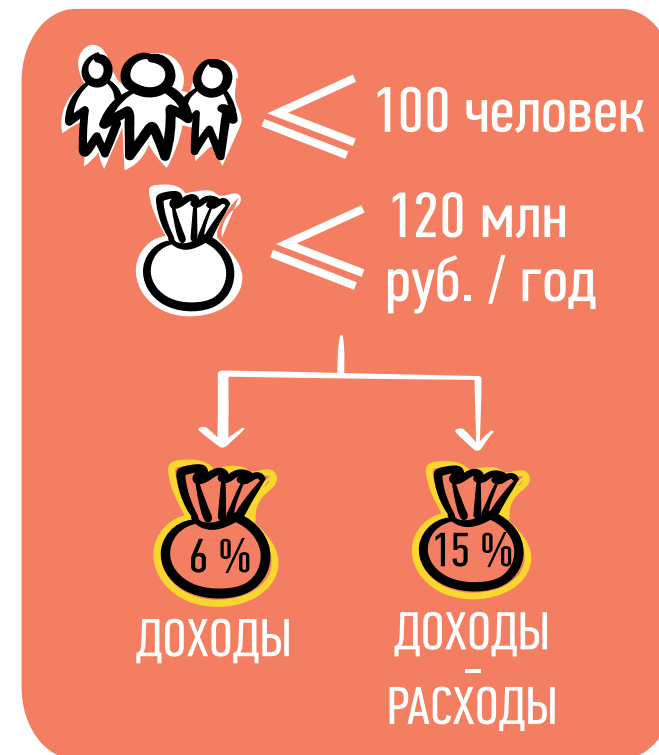 ≤ 100 человек
≤ 120 млн
руб. / год
6 %
15 %
ДОХОДЫ
ДОХОДЫ
–
РАСХОДЫ